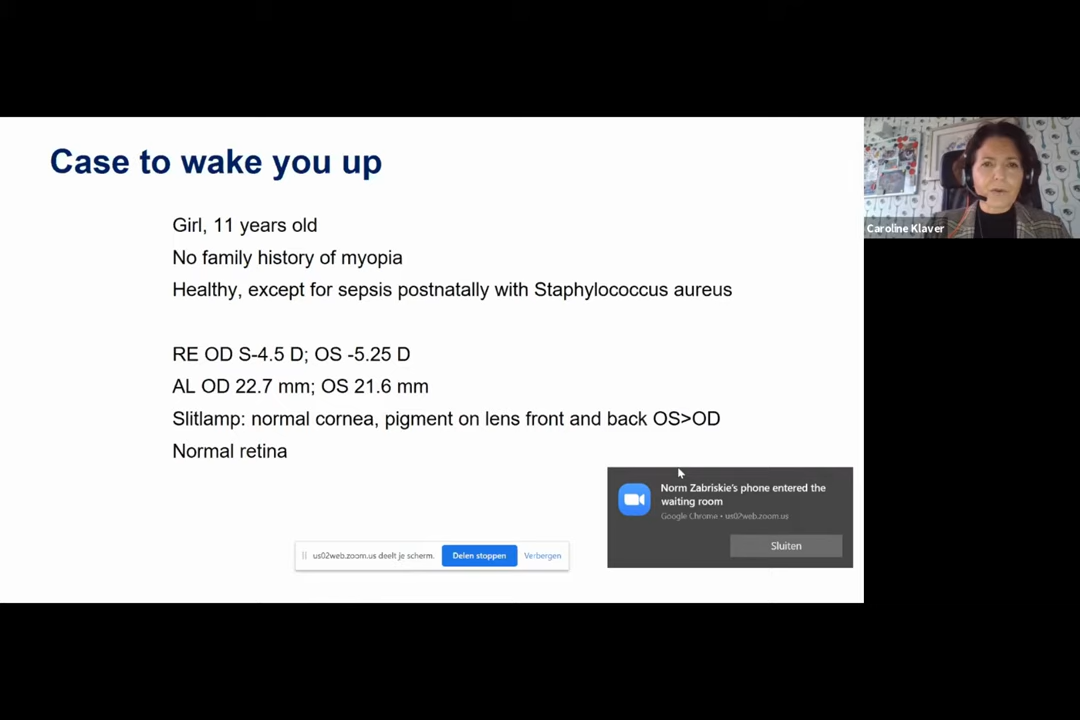 Case to wake you up
Girl, 11 years old
No family history of myopia
Healthy, except for sepsis postnatally with Staphylococcus aureus
RE OD S-4.5 D; OS -5.25 D
AL OD 22.7 mm; OS 21.6 mm
Slitlamp: normal cornea, pigment on lens front and back OS>OD
Normal retina
Caroline Klaver
Norm Zabriskie's phone entered the
waiting room
Google Chrome • us02web.zoom.us
Sluiten
us02web.zoom.us deelt je scherm.
Delen stoppen
Verbergen